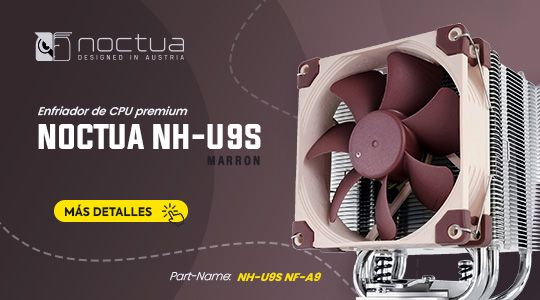 noctua
DESIGNED IN AUSTRIA
Enfriador de CPU premium
NOCTUA NH-U9S
MARRON
MÁS DETALLES
Part-Name: NH-U9S NF-A9